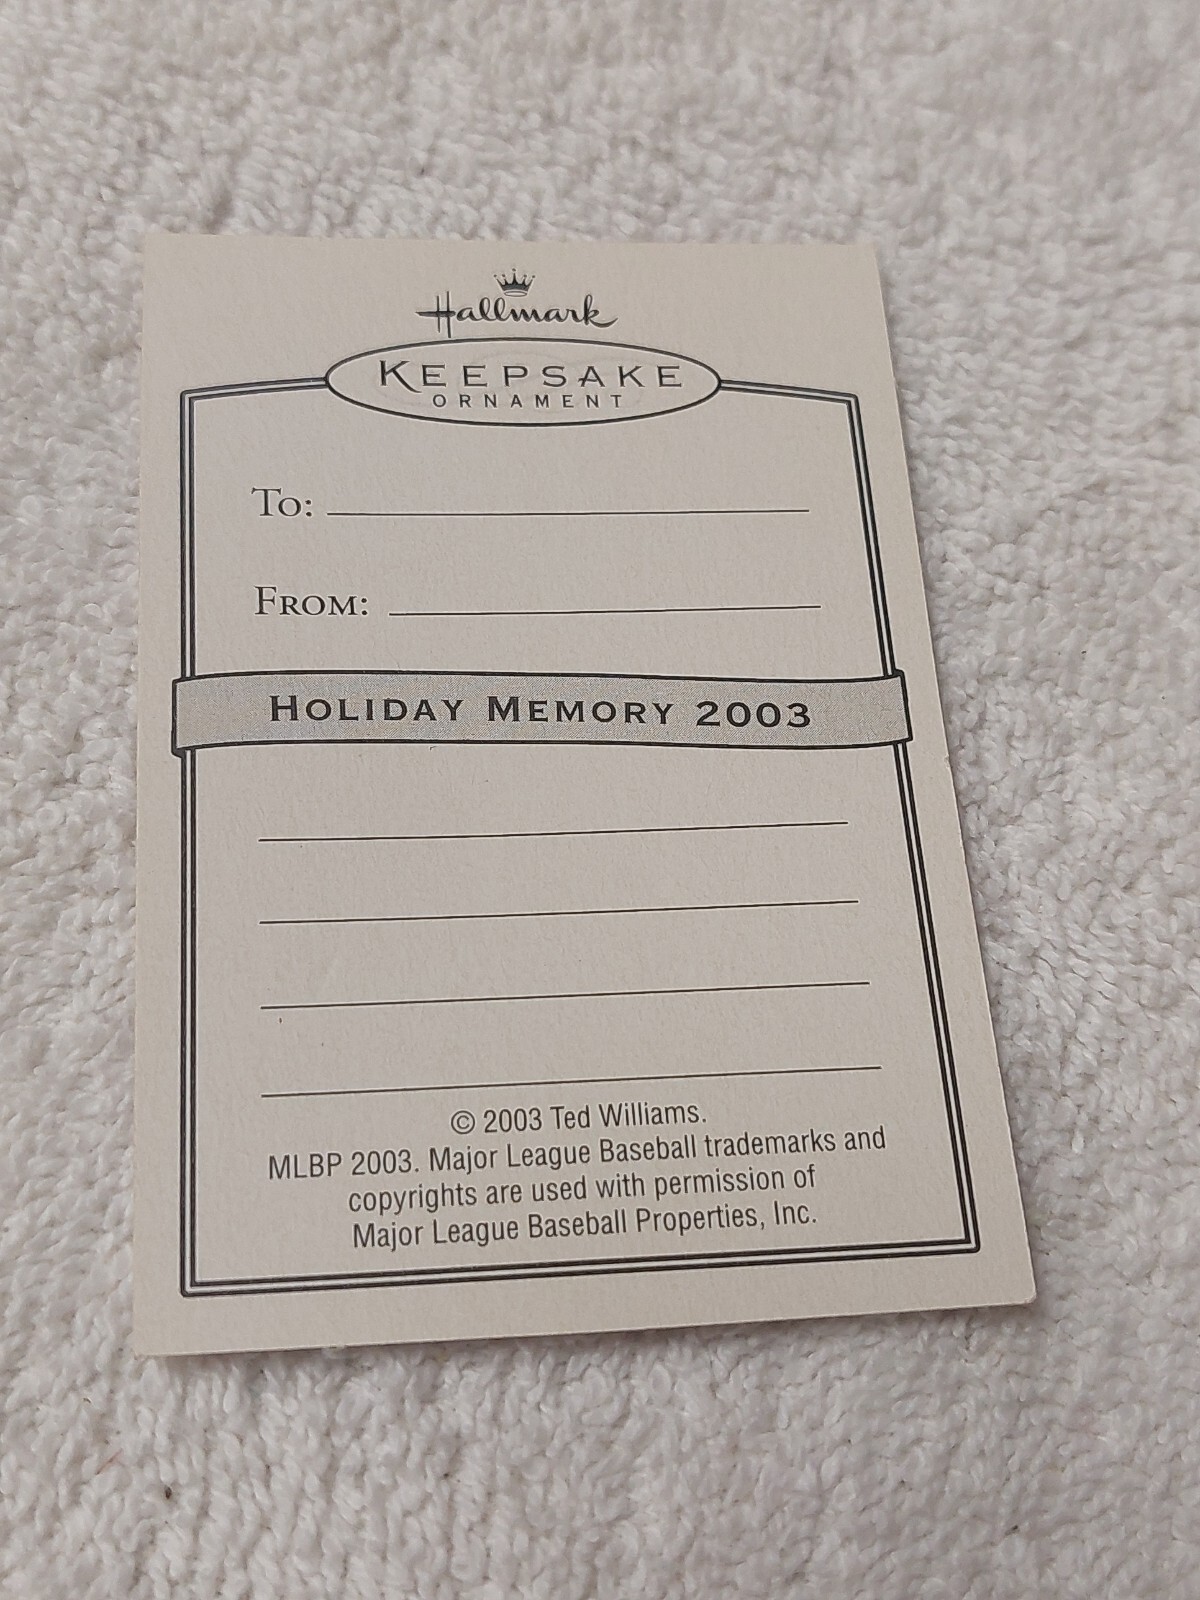 Hallmark
KEEPSAKE
ORNAMENT
TO:
FROM:
HOLIDAY MEMORY 2003
© 2003 Ted Williams.
MLBP 2003. Major League Baseball trademarks and
copyrights are used with permission of
Major League Baseball Properties, Inc.